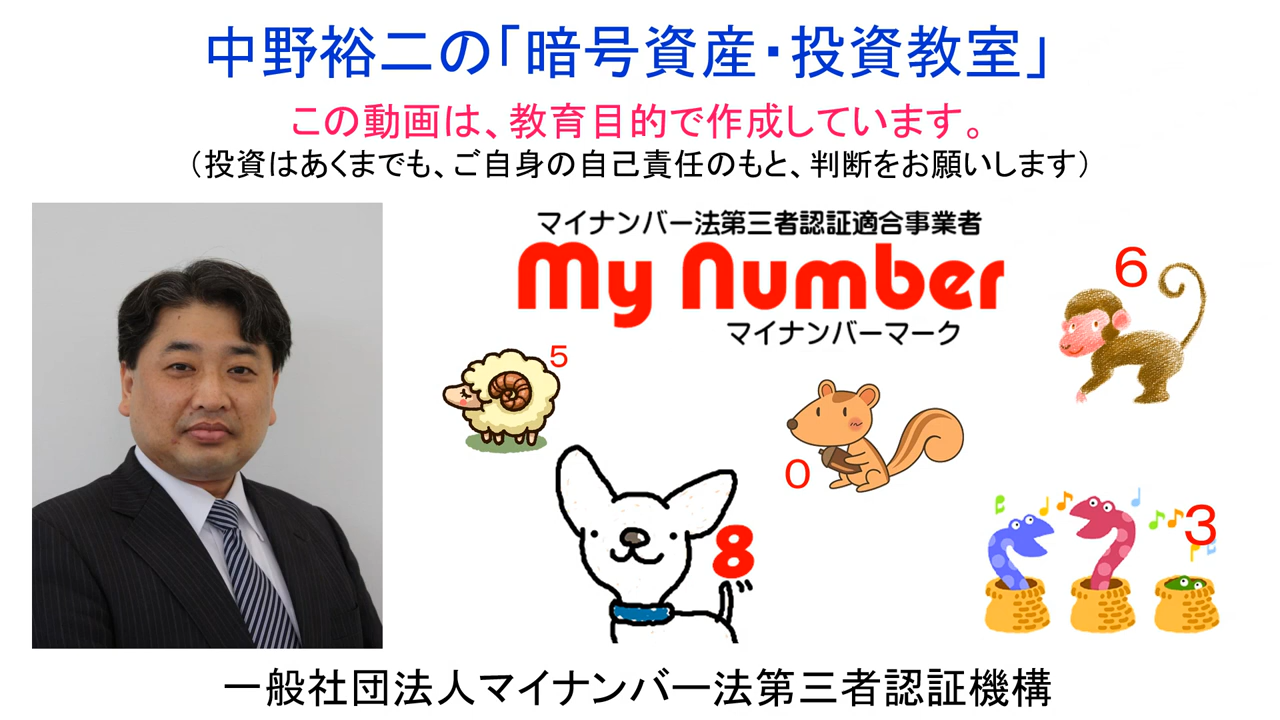 中野裕二の「暗号資産・投資教室」
この動画は、教育目的で作成しています。
（投資はあくまでも、ご自身の自己責任のもと、判断をお願いします）
マイナンバー法第三者認証適合事業者
My Number
マイナンバーマーク
6
5
0
8
3
一般社団法人マイナンバー法第三者認証機構